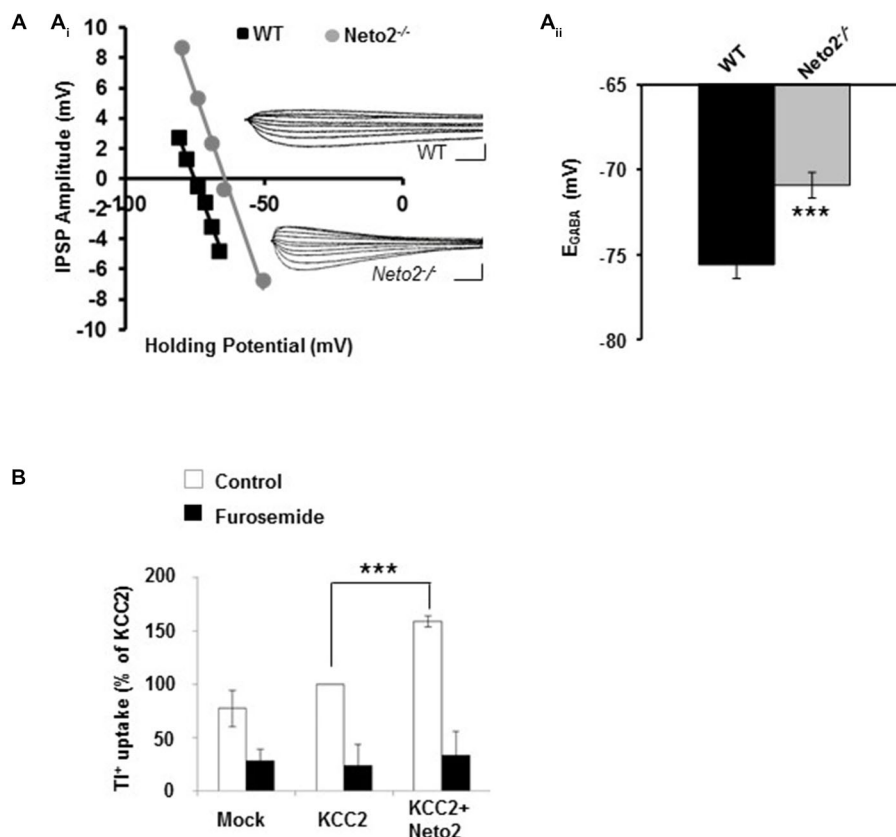 A
Ai
WT
Neto2-/-
10
8
6
4
2
0
-2
-4
-6
-8
-10
-100
-50
0
IPSP Amplitude (mV)
Holding Potential (mV)
WT
Neto2-/-
Aii
WT
Neto2-/-
-65
-70
-75
-80
EGABA (mV)
***
B
Control
Furosemide
***
200
150
100
50
0
Tl+ uptake (% of KCC2)
Mock
KCC2
KCC2+
Neto2